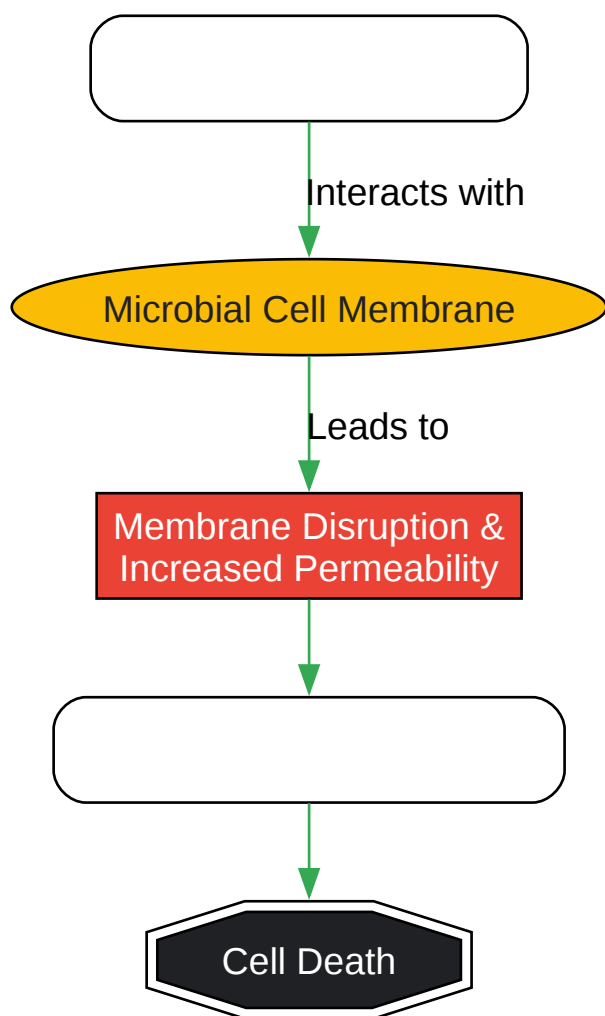 Interacts with
Microbial Cell Membrane
Leads to
Membrane Disruption &
Increased Permeability
Cell Death